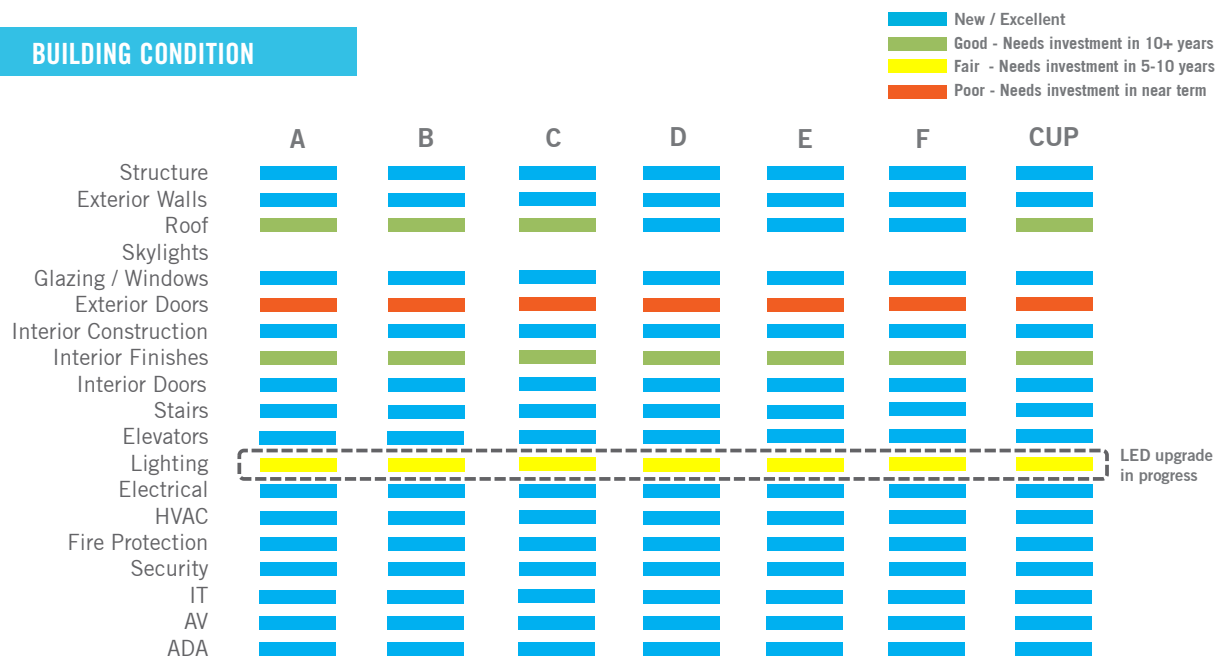 New / Excellent
BUILDING CONDITION
Good - Needs investment in 10+ years
Fair - Needs investment in 5-10 years
Poor - Needs investment in near term
A B C D E F CUP
Structure
Exterior Walls
Roof
Skylights
Glazing / Windows
Exterior Doors
Interior Construction
Interior Finishes
Interior Doors
Stairs
Elevators
Lighting
LED upgrade
in progress
Electrical
HVAC
Fire Protection
Security
IT
AV
ADA